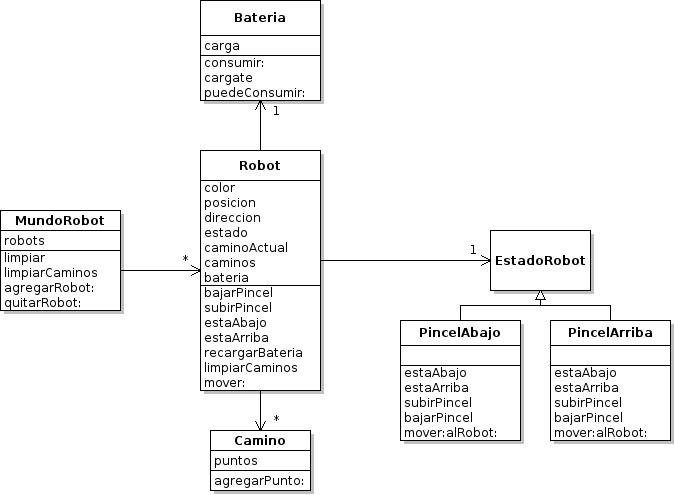 Bateria
carga
consumir:
cargate
puedeConsumir:
1
Robot
color
posicion
direccion
estado
caminoActual
caminos
bateria
bajarPincel
subirPincel
estaAbajo
estaArriba
recargarBateria
limpiarCaminos
mover:
MundoRobot
robots
limpiar
limpiarCaminos
agregarRobot:
quitarRobot:
*
1
EstadoRobot
PincelAbajo
estaAbajo
estaArriba
subirPincel
bajarPincel
mover:alRobot:
PincelArriba
estaAbajo
estaArriba
subirPincel
bajarPincel
mover:alRobot:
*
Camino
puntos
agregarPunto: